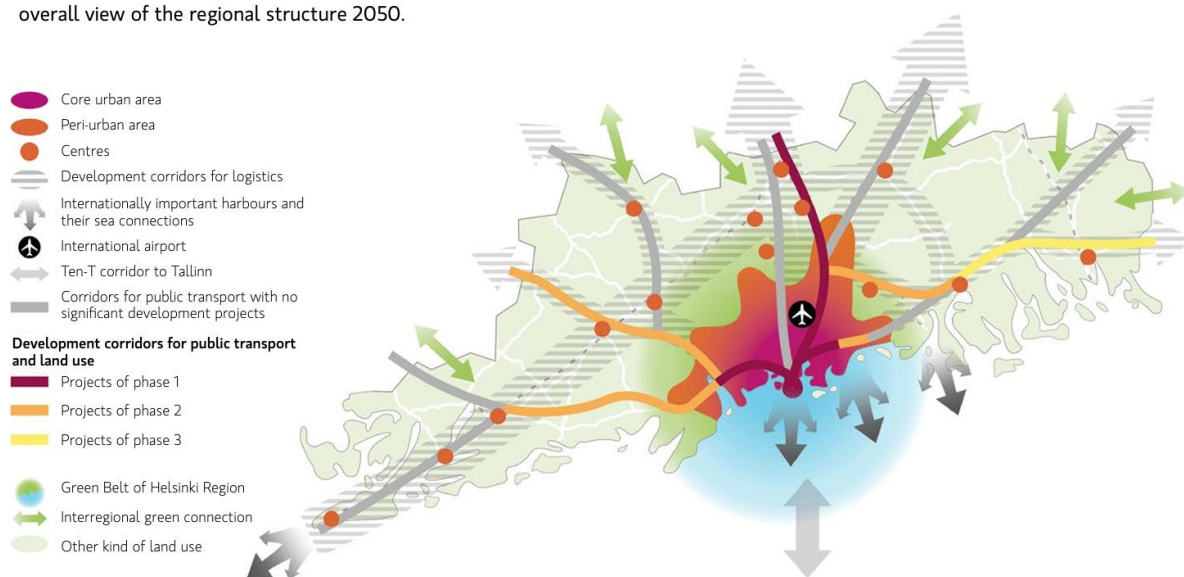 overall view of the regional structure 2050.
Core urban area
Peri-urban area
Centres
Development corridors for logistics
Internationally important harbours and
their sea connections
International airport
Ten-T corridor to Tallinn
Corridors for public transport with no
significant development projects
Development corridors for public transport
and land use
Projects of phase 1
Projects of phase 2
Projects of phase 3
Green Belt of Helsinki Region
Interregional green connection
Other kind of land use